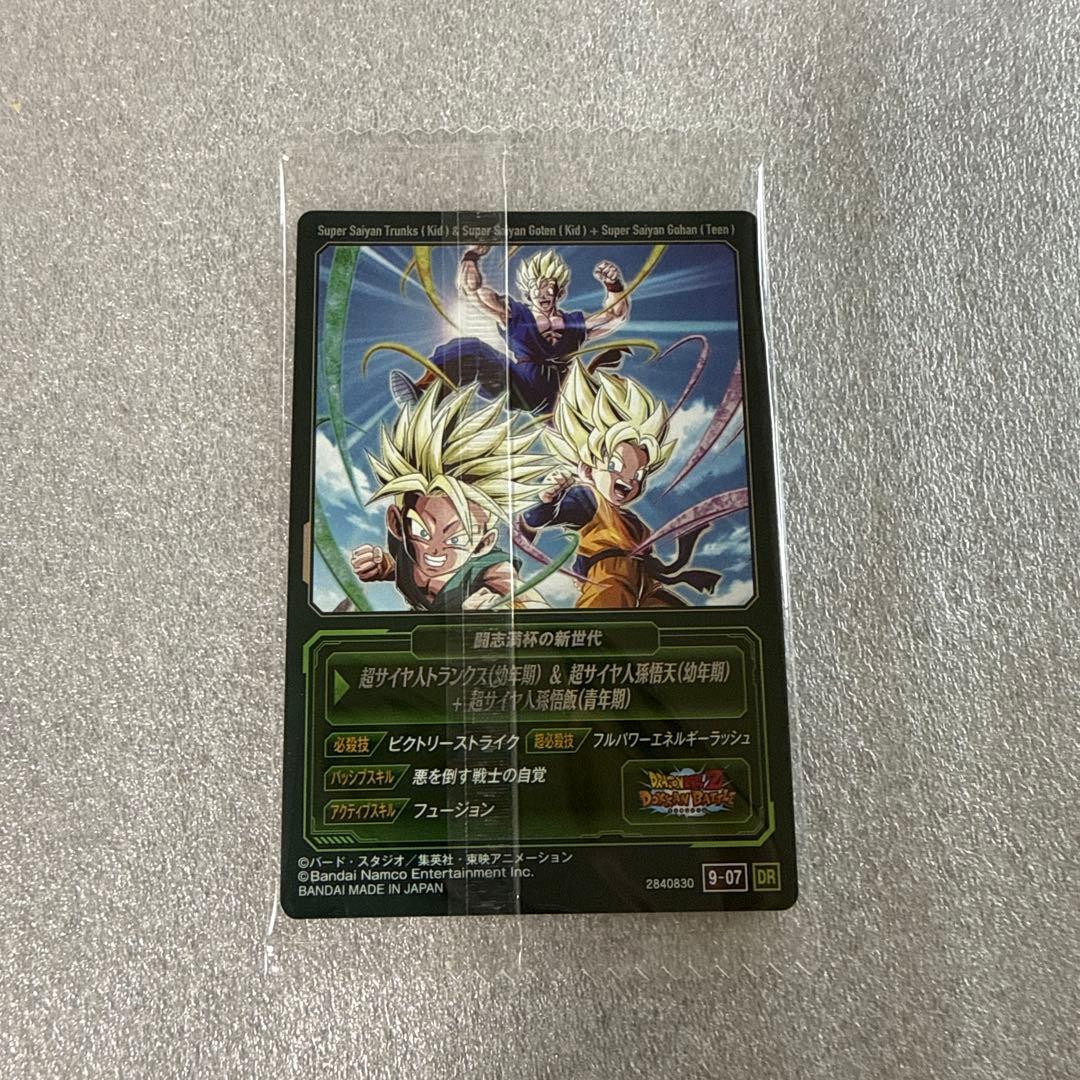 Super Saiyan Trunks ( Kid ) & Super Saiyan Goten ( Kid ) + Super Saiyan Gohan ( Teen )
闘志満杯の新世代
超サイヤ人トランクス(幼年期) & 超サイヤ人孫悟天(幼年期)
+ 超サイヤ人孫悟飯(青年期)
必殺技 ビクトリーストライク 超必殺技 フルパワーエネルギーラッシュ
パッシブスキル 悪を倒す戦士の自覚
アクティブスキル フュージョン
DRAGON BALL Z
DOKKAN BATTLE
©バード・スタジオ／集英社・東映アニメーション
©Bandai Namco Entertainment Inc.
BANDAI MADE IN JAPAN
2840830 9-07 DR